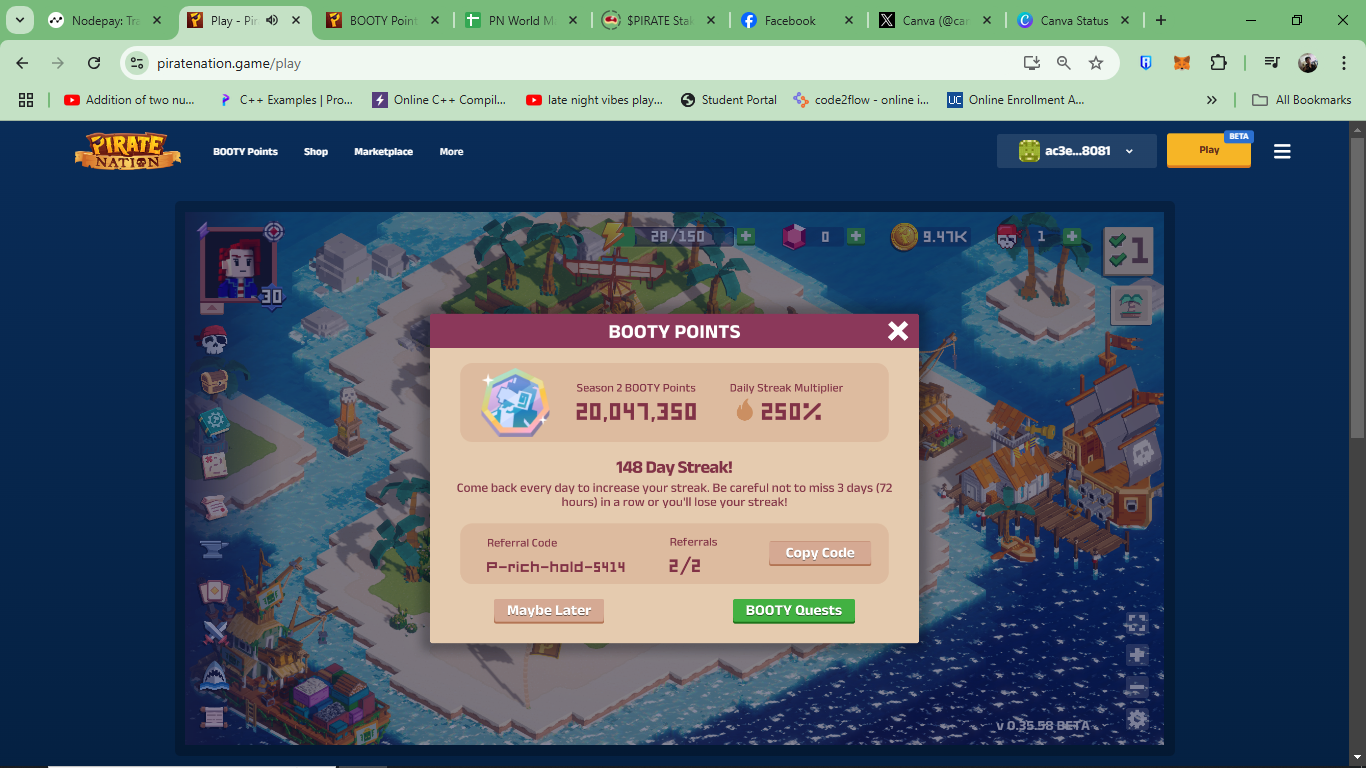 Nodepay: Tra
Play - Pir
BOOTY Point
PN World M
$PIRATE Stak
Facebook
Canva (@can
Canva Status
piratenation.game/play
Addition of two nu...
C++ Examples | Pro...
Online C++ Compil...
late night vibes play...
Student Portal
code2flow - online i...
UC
Online Enrollment A...
All Bookmarks
PIRATE
NATION
BOOTY Points
Shop
Marketplace
More
ac3e...8081
Play
BETA
28/150
0
9.47K
1
1
30
BOOTY POINTS
Season 2 BOOTY Points
Daily Streak Multiplier
20,047,350
250%
148 Day Streak!
Come back every day to increase your streak. Be careful not to miss 3 days (72
hours) in a row or you'll lose your streak!
Referral Code
Referrals
P-rich-hold-5414
2/2
Copy Code
Maybe Later
BOOTY Quests
v 0.35.58 BETA